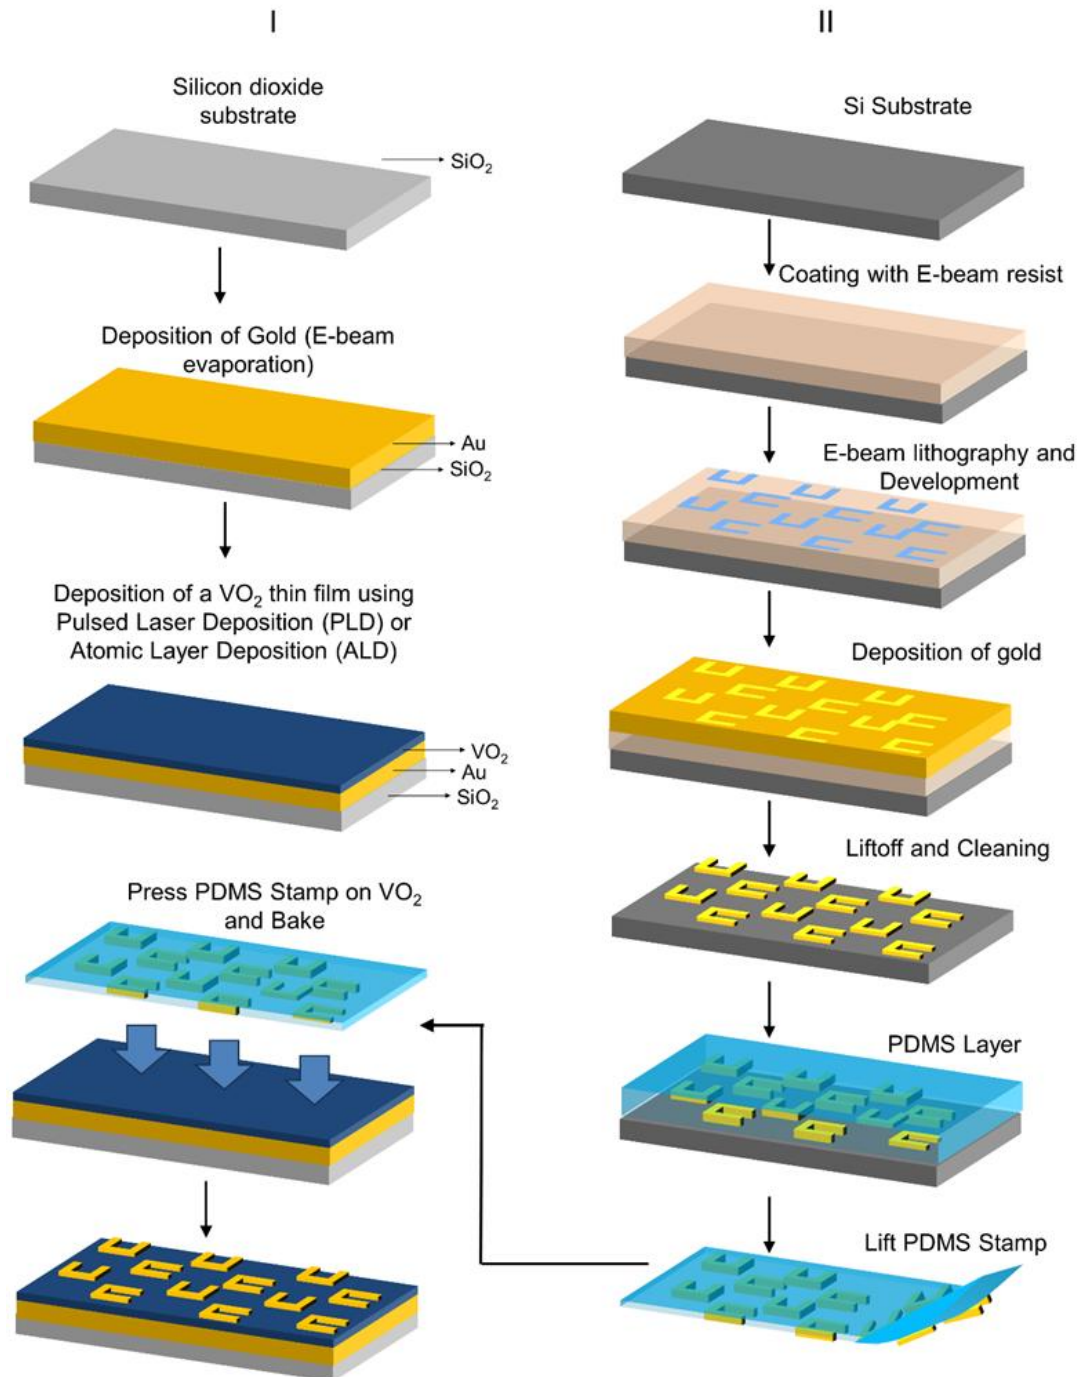 I
Silicon dioxide
substrate
SiO₂
Deposition of Gold (E-beam
evaporation)
Au
SiO₂
Deposition of a VO₂ thin film using
Pulsed Laser Deposition (PLD) or
Atomic Layer Deposition (ALD)
VO₂
Au
SiO₂
Press PDMS Stamp on VO₂
and Bake
II
Si Substrate
Coating with E-beam resist
E-beam lithography and
Development
Deposition of gold
Liftoff and Cleaning
PDMS Layer
Lift PDMS Stamp